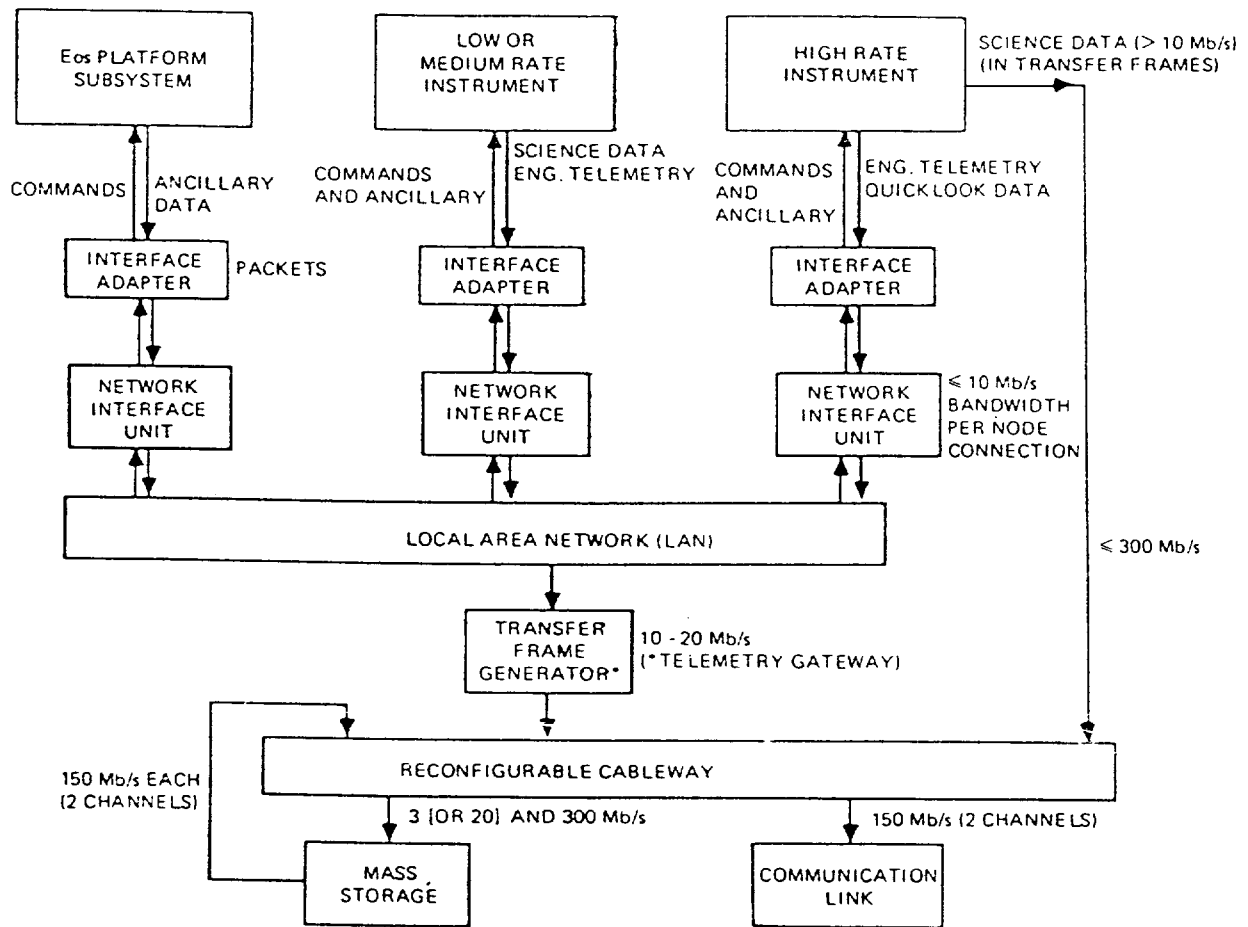 Eos PLATFORM
SUBSYSTEM
LOW OR
MEDIUM RATE
INSTRUMENT
HIGH RATE
INSTRUMENT
SCIENCE DATA (> 10 Mb/s)
(IN TRANSFER FRAMES)
COMMANDS
ANCILLARY
DATA
COMMANDS
AND ANCILLARY
SCIENCE DATA
ENG. TELEMETRY
COMMANDS
AND
ANCILLARY
ENG. TELEMETRY
QUICKLOOK DATA
INTERFACE
ADAPTER
PACKETS
INTERFACE
ADAPTER
INTERFACE
ADAPTER
NETWORK
INTERFACE
UNIT
NETWORK
INTERFACE
UNIT
NETWORK
INTERFACE
UNIT
≤ 10 Mb/s
BANDWIDTH
PER NODE
CONNECTION
LOCAL AREA NETWORK (LAN)
≤ 300 Mb/s
TRANSFER
FRAME
GENERATOR*
10 - 20 Mb/s
(*TELEMETRY GATEWAY)
RECONFIGURABLE CABLEWAY
150 Mb/s EACH
(2 CHANNELS)
3 [OR 20] AND 300 Mb/s
150 Mb/s (2 CHANNELS)
MASS
STORAGE
COMMUNICATION
LINK